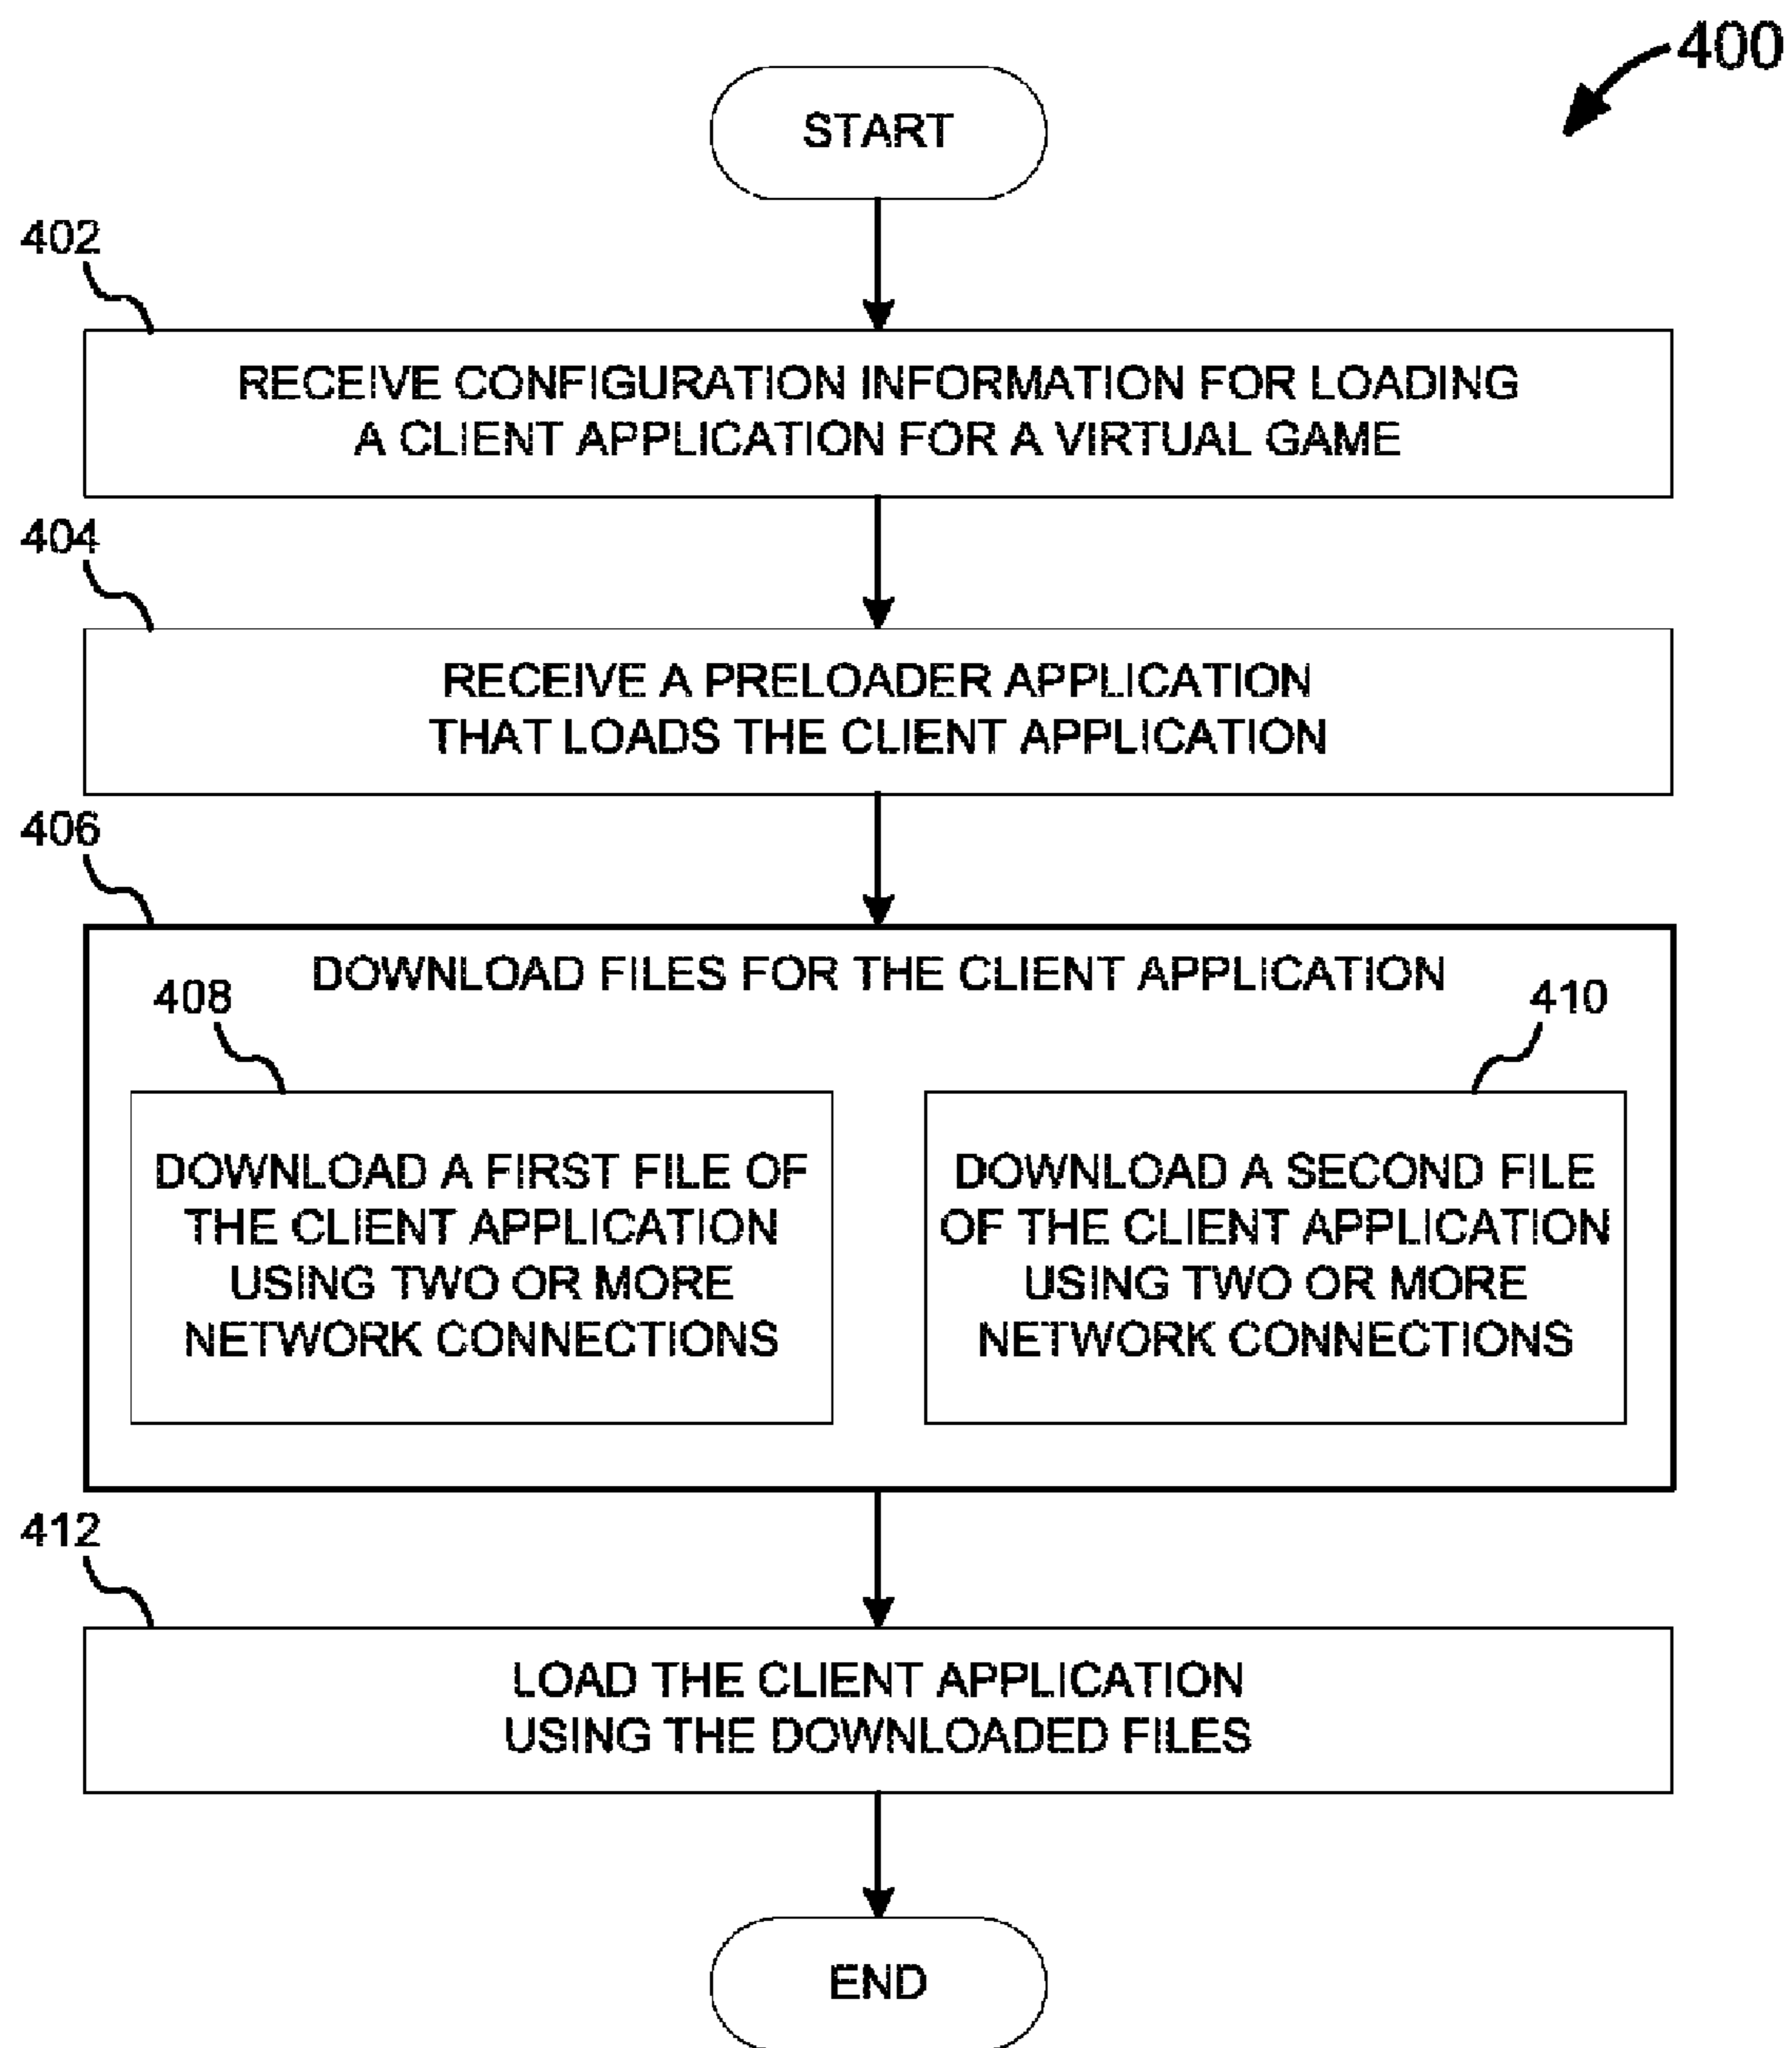 400
START
402
RECEIVE CONFIGURATION INFORMATION FOR LOADING
A CLIENT APPLICATION FOR A VIRTUAL GAME
404
RECEIVE A PRELOADER APPLICATION
THAT LOADS THE CLIENT APPLICATION
406
DOWNLOAD FILES FOR THE CLIENT APPLICATION
408
DOWNLOAD A FIRST FILE OF
THE CLIENT APPLICATION
USING TWO OR MORE
NETWORK CONNECTIONS
410
DOWNLOAD A SECOND FILE
OF THE CLIENT APPLICATION
USING TWO OR MORE
NETWORK CONNECTIONS
412
LOAD THE CLIENT APPLICATION
USING THE DOWNLOADED FILES
END